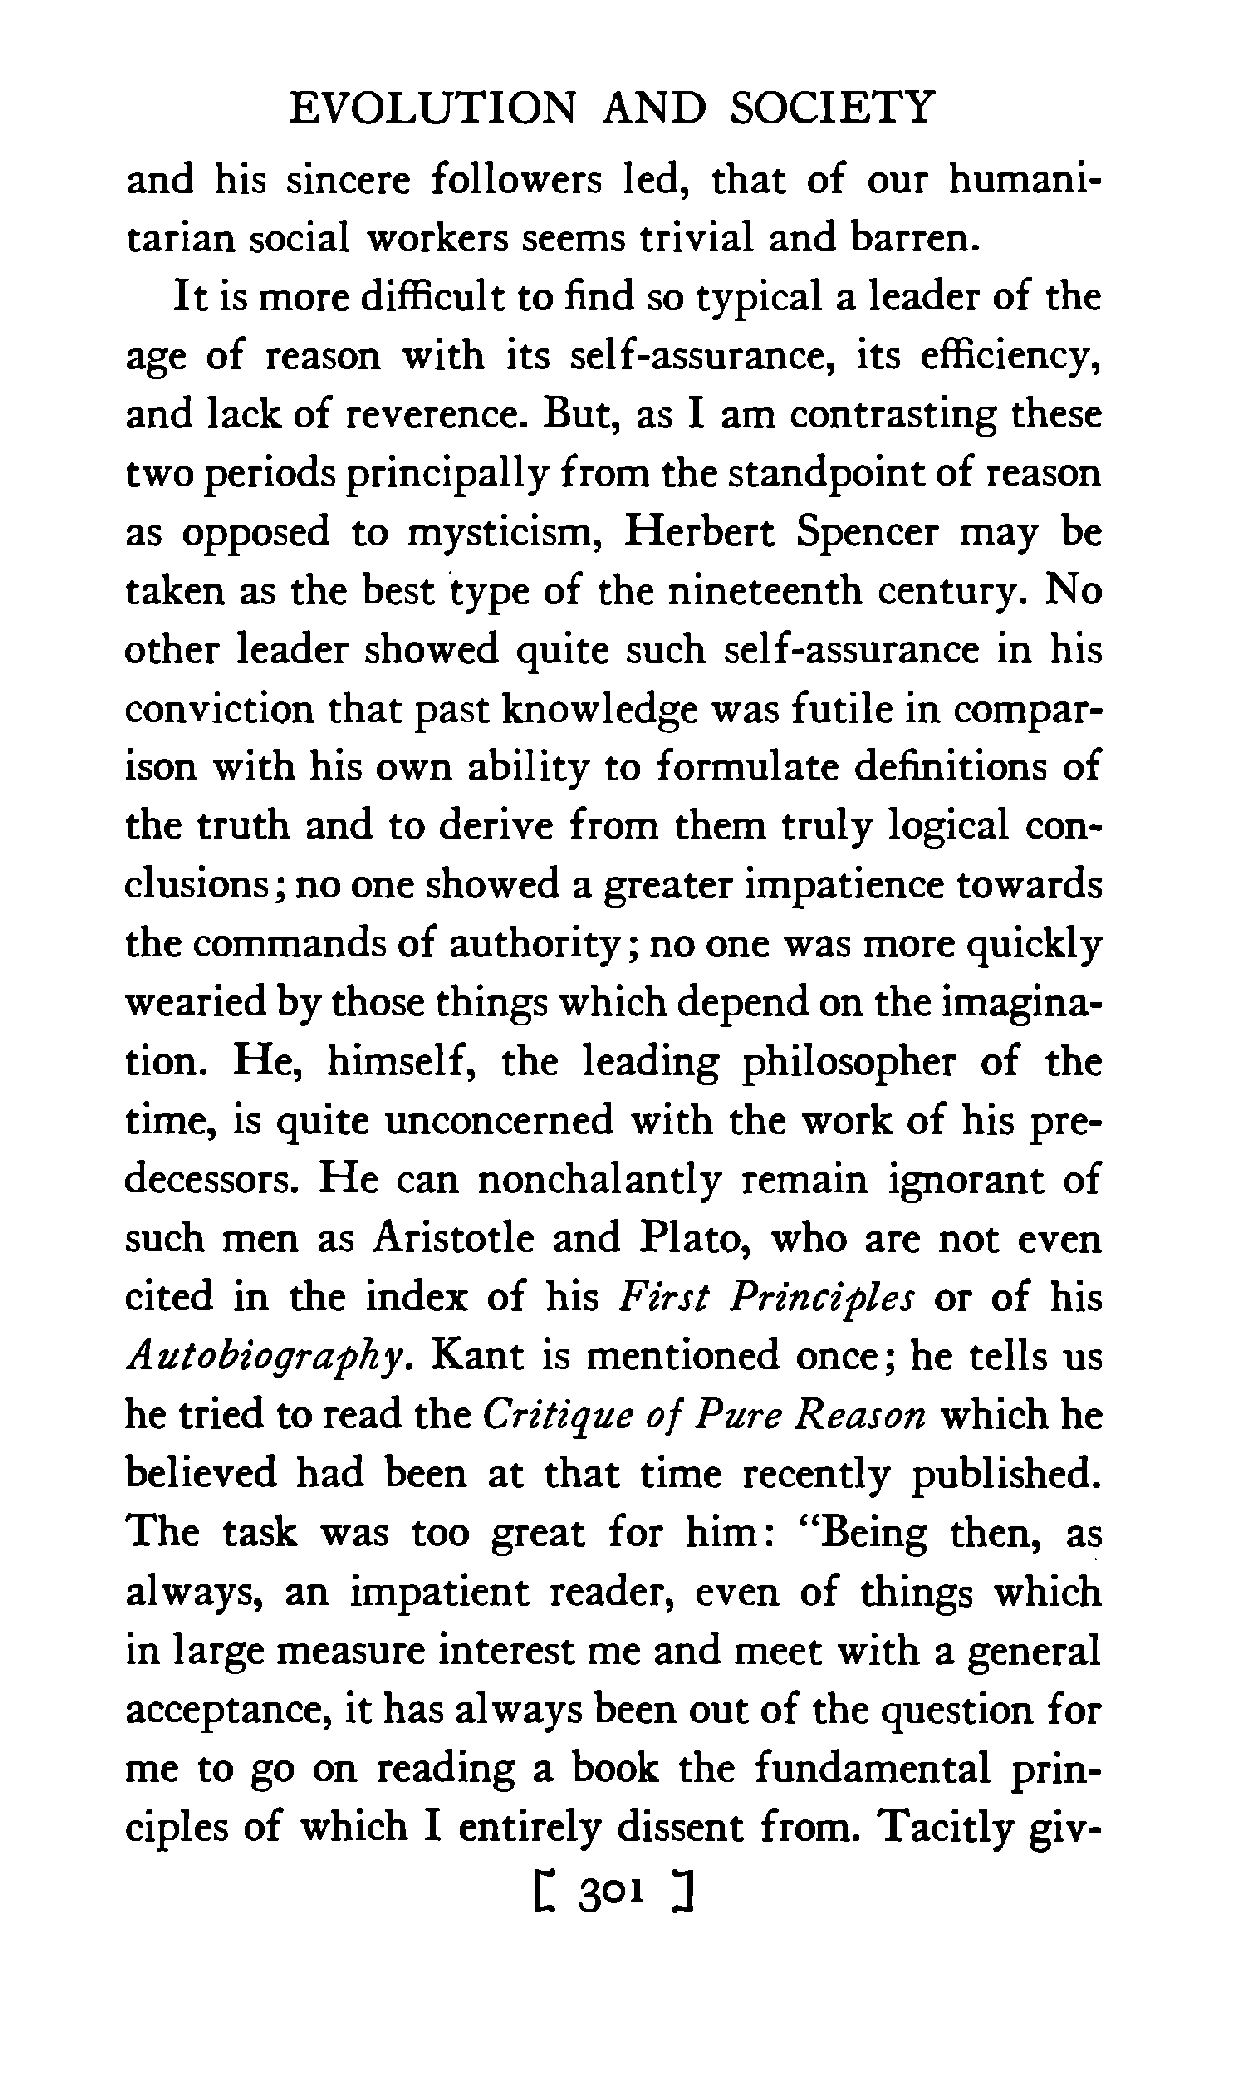 EVOLUTION AND SOCIETY
and his sincere followers led, that of our humani-
tarian social workers seems trivial and barren.
It is more difficult to find so typical a leader of the
age of reason with its self-assurance, its efficiency,
and lack of reverence. But, as I am contrasting these
two periods principally from the standpoint of reason
as opposed to mysticism, Herbert Spencer may be
taken as the best type of the nineteenth century. No
other leader showed quite such self-assurance in his
conviction that past knowledge was futile in compar-
ison with his own ability to formulate definitions of
the truth and to derive from them truly logical con-
clusions; no one showed a greater impatience towards
the commands of authority; no one was more quickly
wearied by those things which depend on the imagina-
tion. He, himself, the leading philosopher of the
time, is quite unconcerned with the work of his pre-
decessors. He can nonchalantly remain ignorant of
such men as Aristotle and Plato, who are not even
cited in the index of his First Principles or of his
Autobiography. Kant is mentioned once; he tells us
he tried to read the Critique of Pure Reason which he
believed had been at that time recently published.
The task was too great for him: “Being then, as
always, an impatient reader, even of things which
in large measure interest me and meet with a general
acceptance, it has always been out of the question for
me to go on reading a book the fundamental prin-
ciples of which I entirely dissent from. Tacitly giv-
[ 301 ]